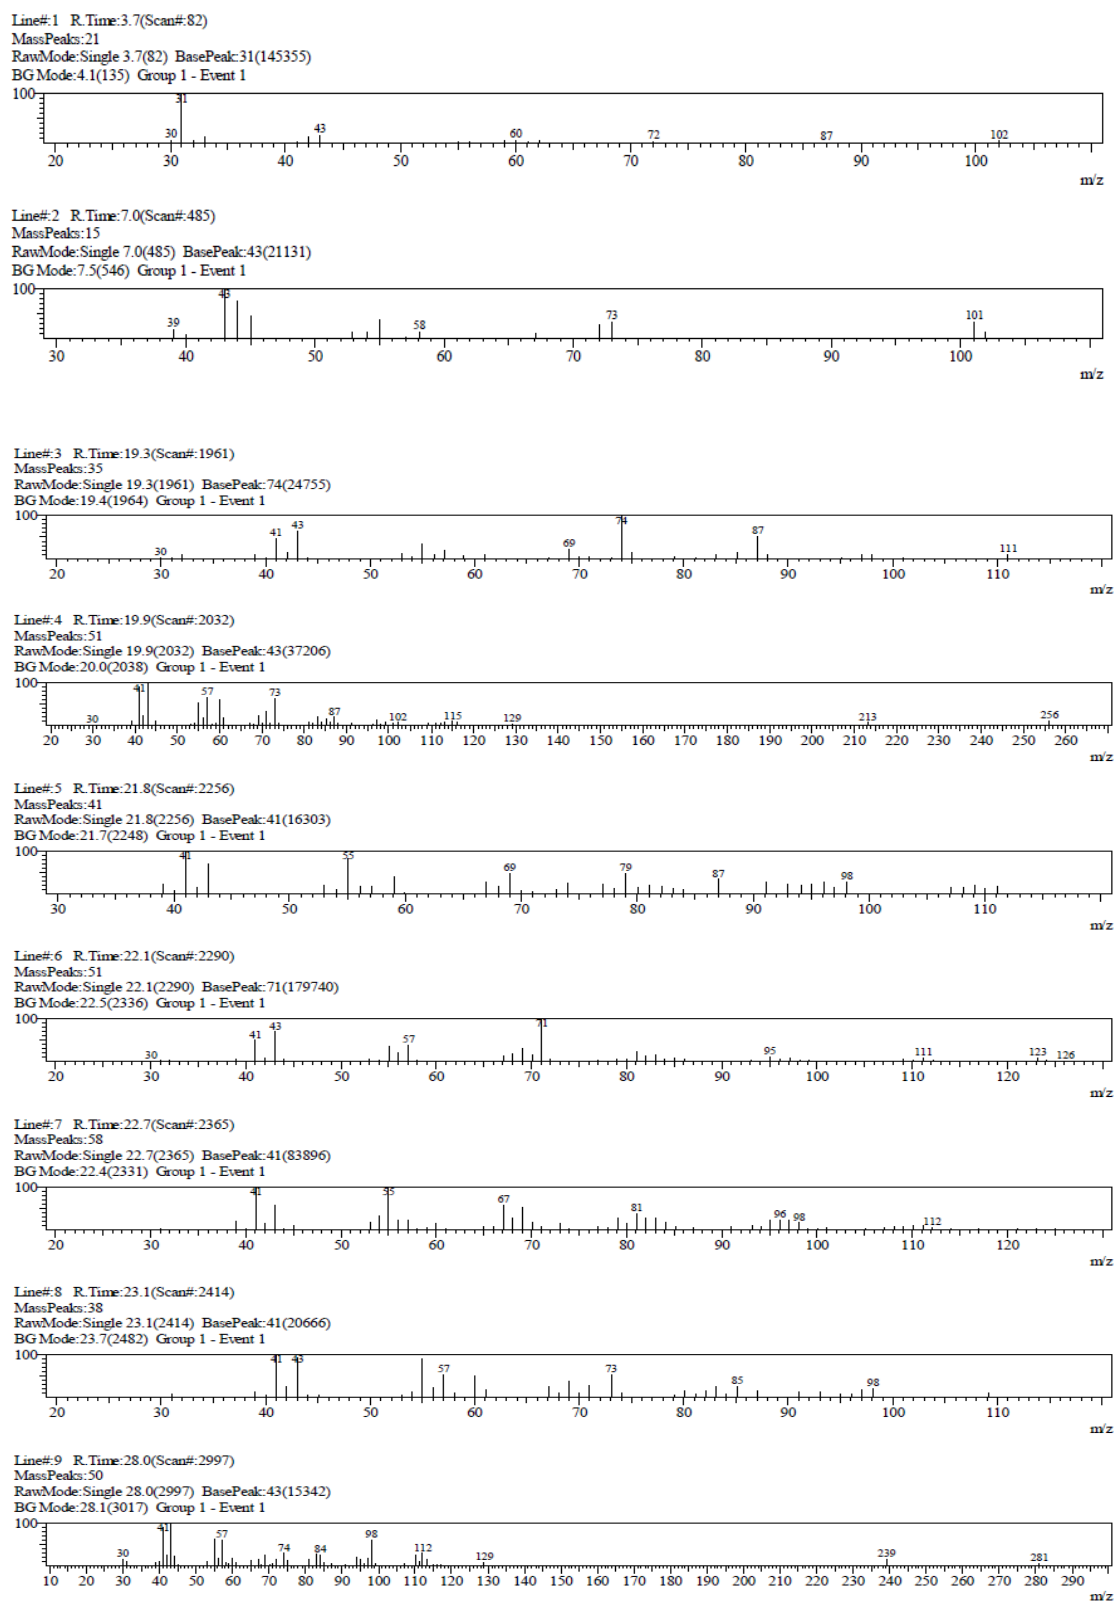 Line#:1 R.Time:3.7(Scan#:82)
MassPeaks:21
RawMode:Single 3.7(82) BasePeak:31(145355)
BG Mode:4.1(135) Group 1 - Event 1
100
31
30 43 60 72 87 102
20 30 40 50 60 70 80 90 100
m/z
Line#:2 R.Time:7.0(Scan#:485)
MassPeaks:15
RawMode:Single 7.0(485) BasePeak:43(21131)
BG Mode:7.5(546) Group 1 - Event 1
100
43
39 58 73 101
30 40 50 60 70 80 90 100
m/z
Line#:3 R.Time:19.3(Scan#:1961)
MassPeaks:35
RawMode:Single 19.3(1961) BasePeak:74(24755)
BG Mode:19.4(1964) Group 1 - Event 1
100
74
30 41 43 69 87 111
20 30 40 50 60 70 80 90 100 110
m/z
Line#:4 R.Time:19.9(Scan#:2032)
MassPeaks:51
RawMode:Single 19.9(2032) BasePeak:43(37206)
BG Mode:20.0(2038) Group 1 - Event 1
100
30 41 57 73 87 102 115 129 213 256
20 30 40 50 60 70 80 90 100 110 120 130 140 150 160 170 180 190 200 210 220 230 240 250 260
m/z
Line#:5 R.Time:21.8(Scan#:2256)
MassPeaks:41
RawMode:Single 21.8(2256) BasePeak:41(16303)
BG Mode:21.7(2248) Group 1 - Event 1
100
41 55 69 79 87 98
30 40 50 60 70 80 90 100 110
m/z
Line#:6 R.Time:22.1(Scan#:2290)
MassPeaks:51
RawMode:Single 22.1(2290) BasePeak:71(179740)
BG Mode:22.5(2336) Group 1 - Event 1
100
30 41 43 57 71 95 111 123 126
20 30 40 50 60 70 80 90 100 110 120
m/z
Line#:7 R.Time:22.7(Scan#:2365)
MassPeaks:58
RawMode:Single 22.7(2365) BasePeak:41(83896)
BG Mode:22.4(2331) Group 1 - Event 1
100
41 55 67 81 96 98 112
20 30 40 50 60 70 80 90 100 110 120
m/z
Line#:8 R.Time:23.1(Scan#:2414)
MassPeaks:38
RawMode:Single 23.1(2414) BasePeak:41(20666)
BG Mode:23.7(2482) Group 1 - Event 1
100
41 43 57 73 85 98
20 30 40 50 60 70 80 90 100 110
m/z
Line#:9 R.Time:28.0(Scan#:2997)
MassPeaks:50
RawMode:Single 28.0(2997) BasePeak:43(15342)
BG Mode:28.1(3017) Group 1 - Event 1
100
30 41 57 74 84 98 112 129 239 281
10 20 30 40 50 60 70 80 90 100 110 120 130 140 150 160 170 180 190 200 210 220 230 240 250 260 270 280 290
m/z